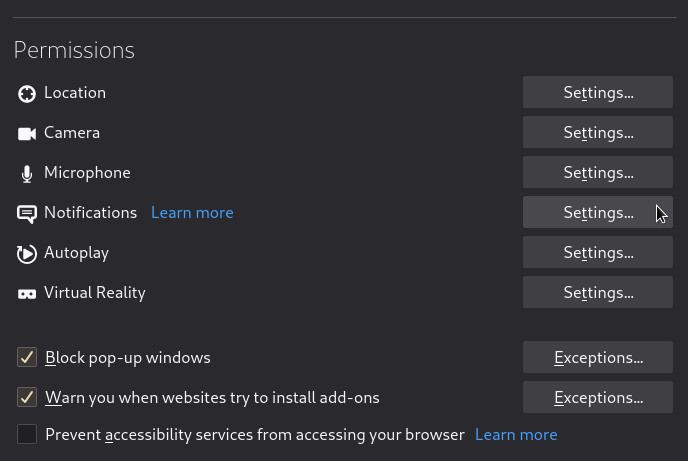 Permissions
Location Settings...
Camera Settings...
Microphone Settings...
Notifications Learn more Settings...
Autoplay Settings...
Virtual Reality Settings...
Block pop-up windows Exceptions...
Warn you when websites try to install add-ons Exceptions...
Prevent accessibility services from accessing your browser Learn more